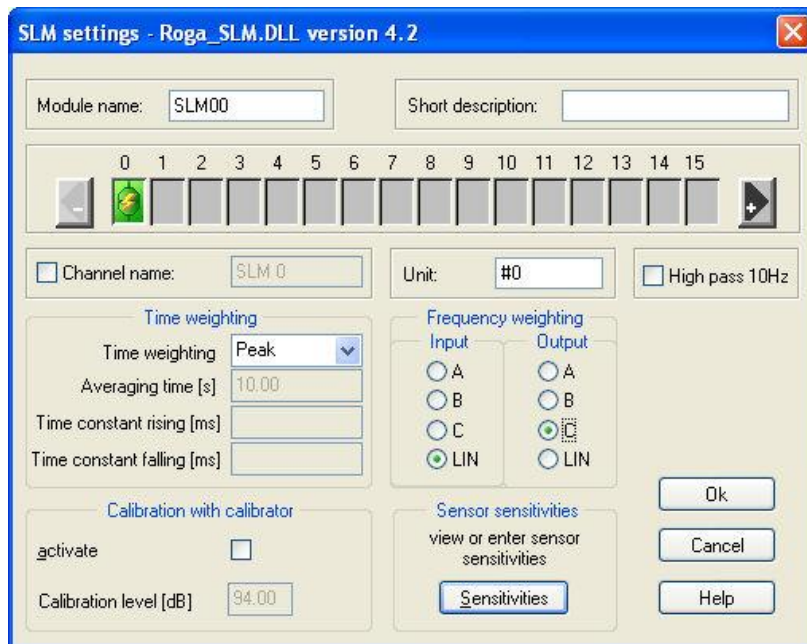 SLM settings - Roga_SLM.DLL version 4.2
Module name: SLM00
Short description:
0 1 2 3 4 5 6 7 8 9 10 11 12 13 14 15
- +
Channel name: SLM 0
Unit: #0
High pass 10Hz
Time weighting
Time weighting Peak
Averaging time [s] 10.00
Time constant rising [ms]
Time constant falling [ms]
Frequency weighting
Input Output
A A
B B
C C
LIN LIN
Calibration with calibrator
activate
Calibration level [dB] 94.00
Sensor sensitivities
view or enter sensor
sensitivities
Sensitivities
Ok
Cancel
Help